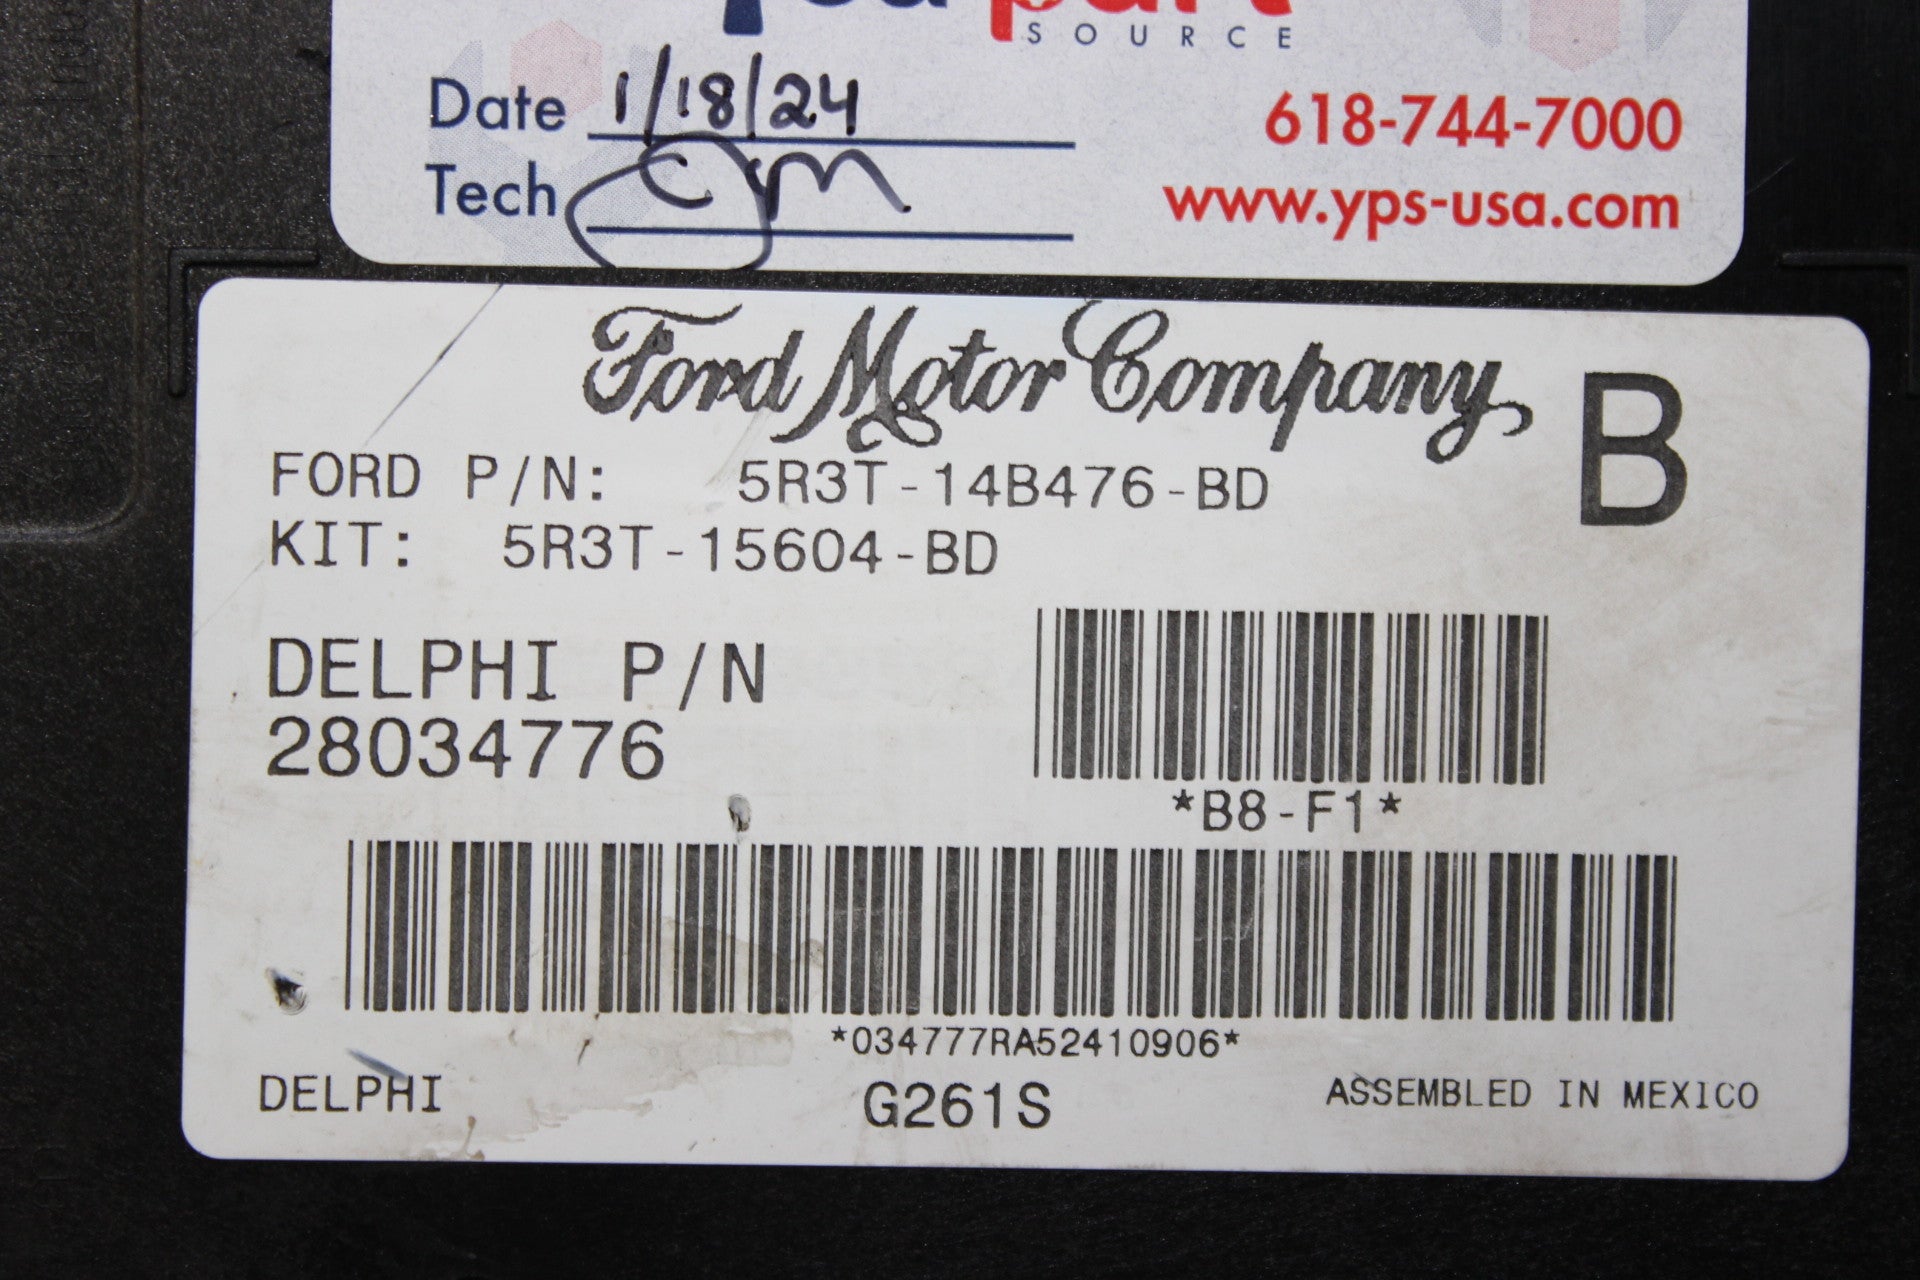 SOURCE
Date 1/18/24
618-744-7000
Tech
www.yps-usa.com
Ford Motor Company
B
FORD P/N: 5R3T-14B476-BD
KIT: 5R3T-15604-BD
DELPHI P/N
28034776
*B8-F1*
*034777RA52410906*
DELPHI
G261S
ASSEMBLED IN MEXICO